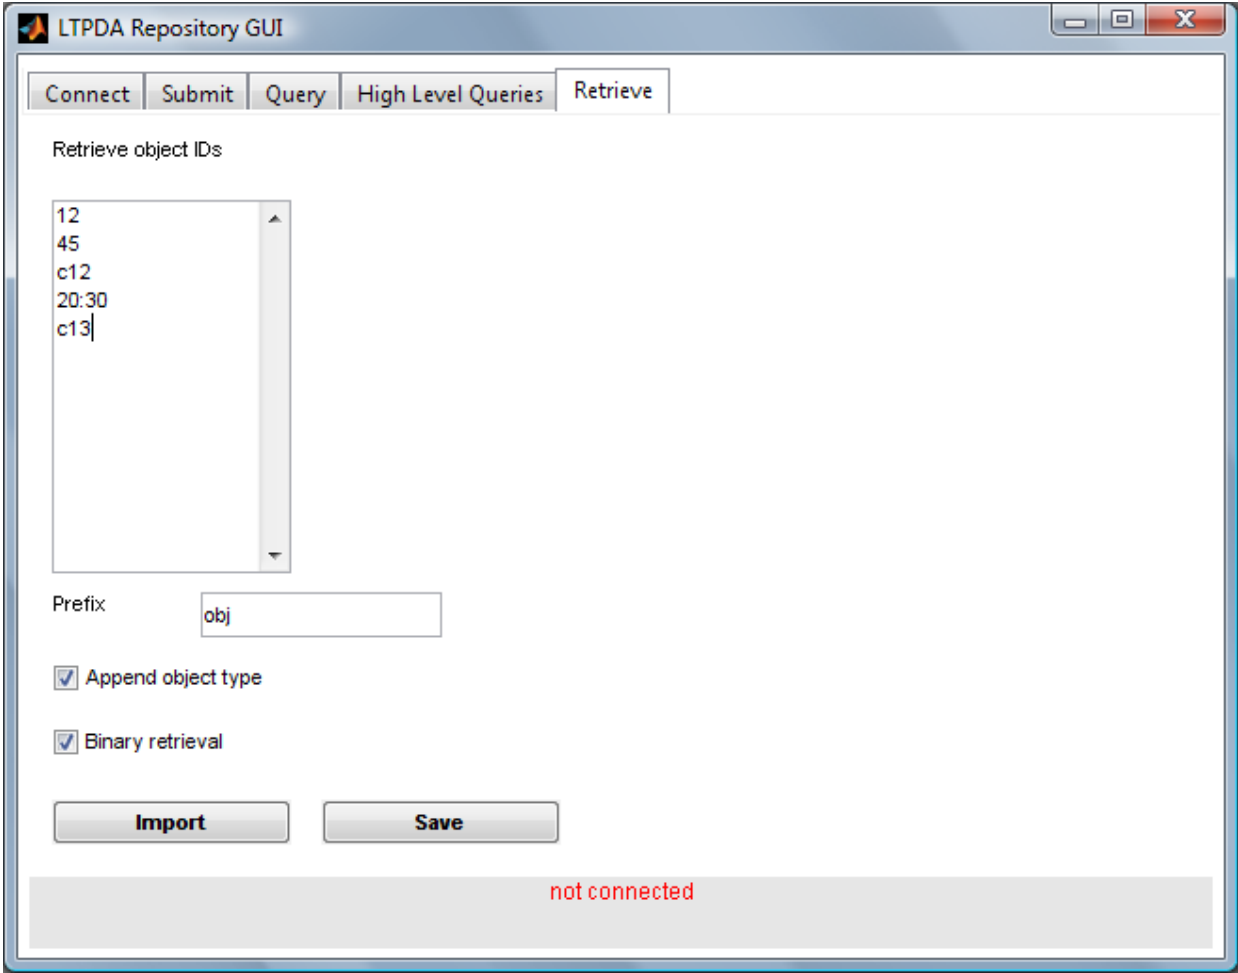 LTPDA Repository GUI
Connect Submit Query High Level Queries Retrieve
Retrieve object IDs
12
45
c12
20:30
c13
Prefix obj
Append object type
Binary retrieval
Import Save
not connected